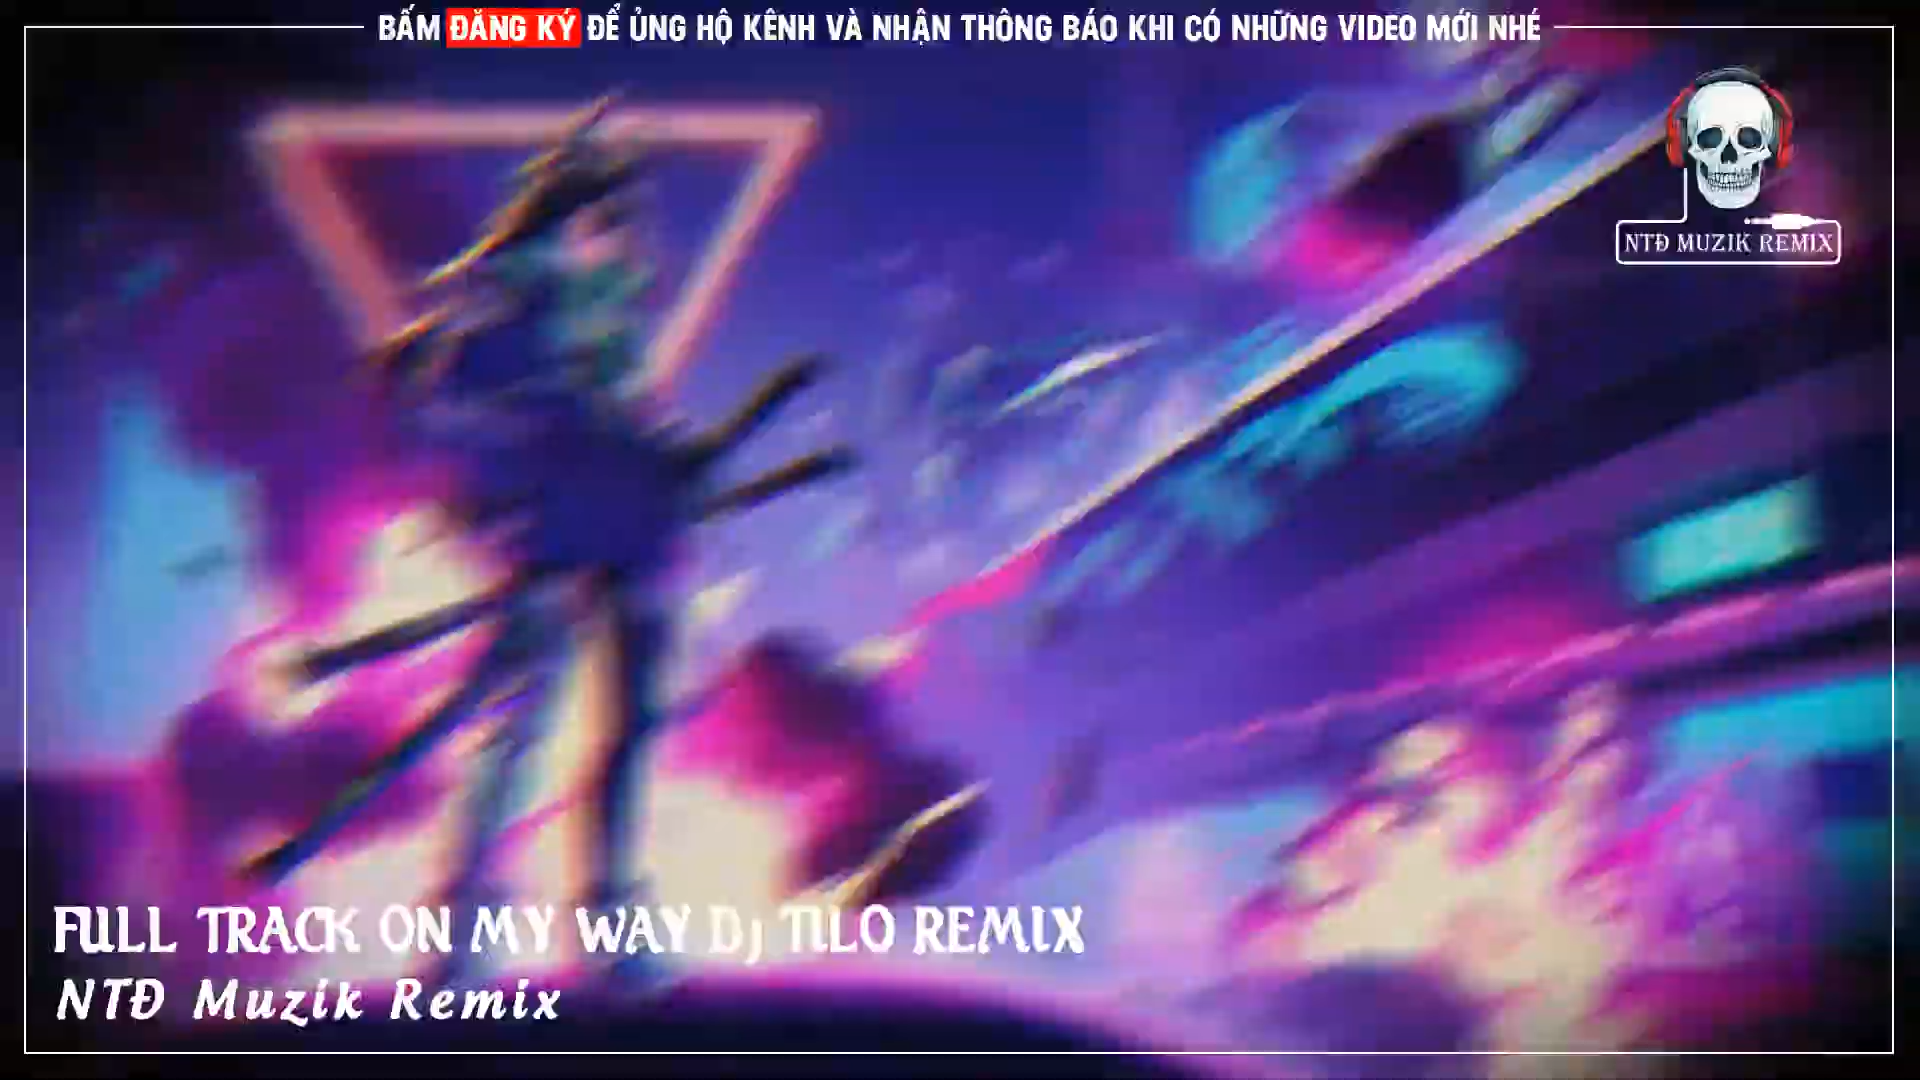 BẤM ĐĂNG KÝ ĐỂ ỦNG HỘ KÊNH VÀ NHẬN THÔNG BÁO KHI CÓ NHỮNG VIDEO MỚI NHÉ
NTĐ MUZIK REMIX
FULL TRACK ON MY WAY DJ TILO REMIX
NTĐ Muzik Remix